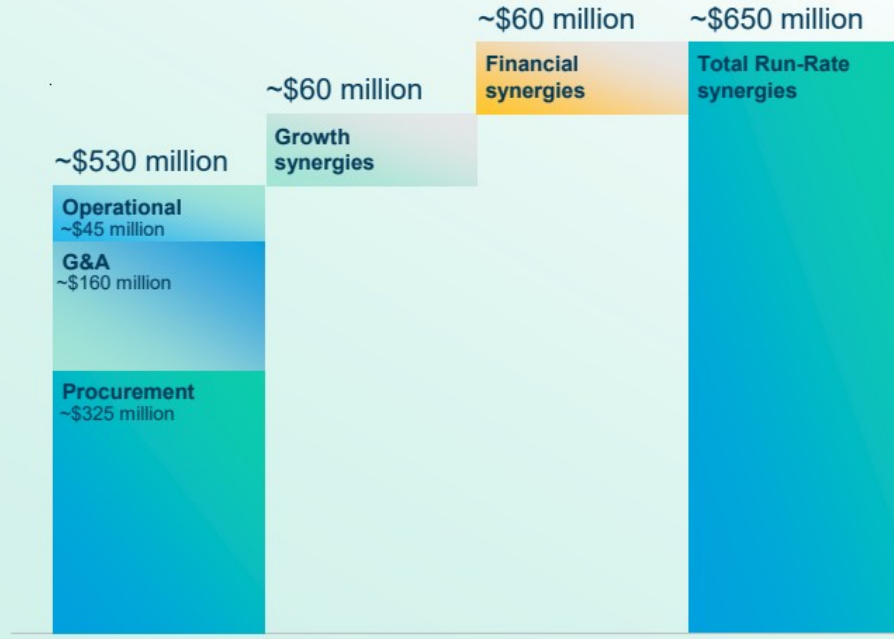 ~$530 million
Operational
~$45 million
G&A
~$160 million
Procurement
~$325 million
~$60 million
Growth
synergies
~$60 million
Financial
synergies
~$650 million
Total Run-Rate
synergies